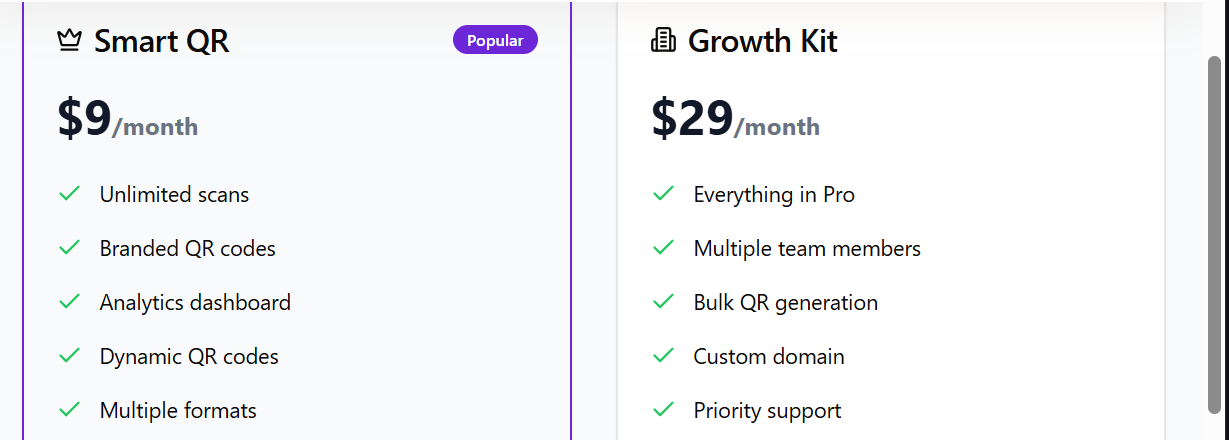 Smart QR
Popular
$9/month
Unlimited scans
Branded QR codes
Analytics dashboard
Dynamic QR codes
Multiple formats
Growth Kit
$29/month
Everything in Pro
Multiple team members
Bulk QR generation
Custom domain
Priority support